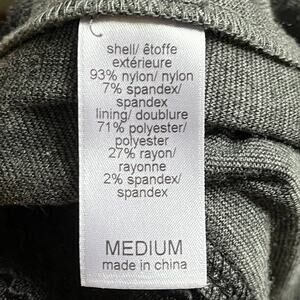 shell/ étoffe
extérieure
93% nylon/ nylon
7% spandex/
spandex
lining/ doublure
71% polyester/
polyester
27% rayon/
rayonne
2% spandex/
spandex
MEDIUM
made in china